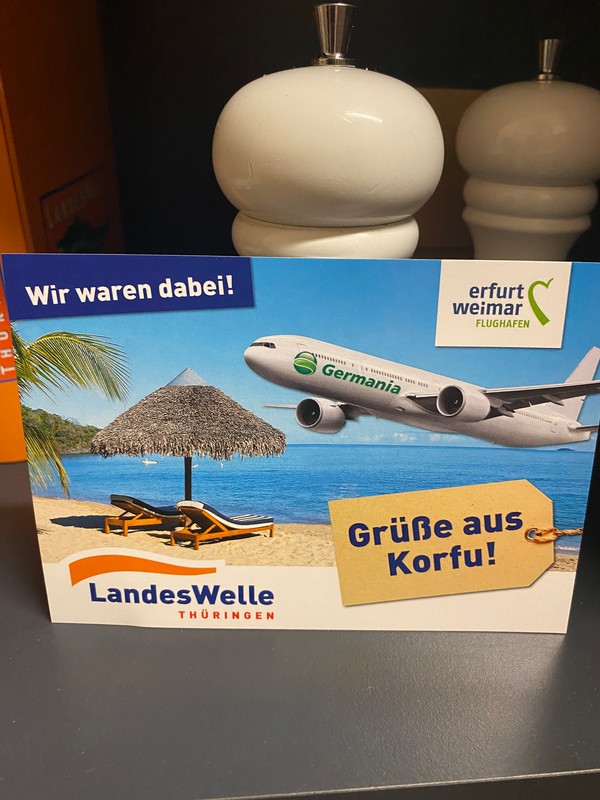 Wir waren dabei!
erfurt
weimar
FLUGHAFEN
Germania
Grüße aus
Korfu!
LandesWelle
THÜRINGEN